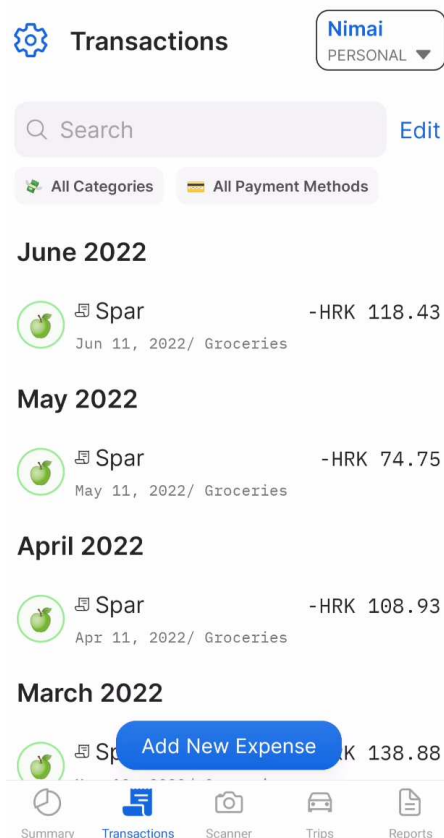 Transactions
Nimai
PERSONAL
Search
Edit
All Categories
All Payment Methods
June 2022
Spar -HRK 118.43
Jun 11, 2022/ Groceries
May 2022
Spar -HRK 74.75
May 11, 2022/ Groceries
April 2022
Spar -HRK 108.93
Apr 11, 2022/ Groceries
March 2022
138.88
Add New Expense
Summary Transactions Scanner Trips Reports